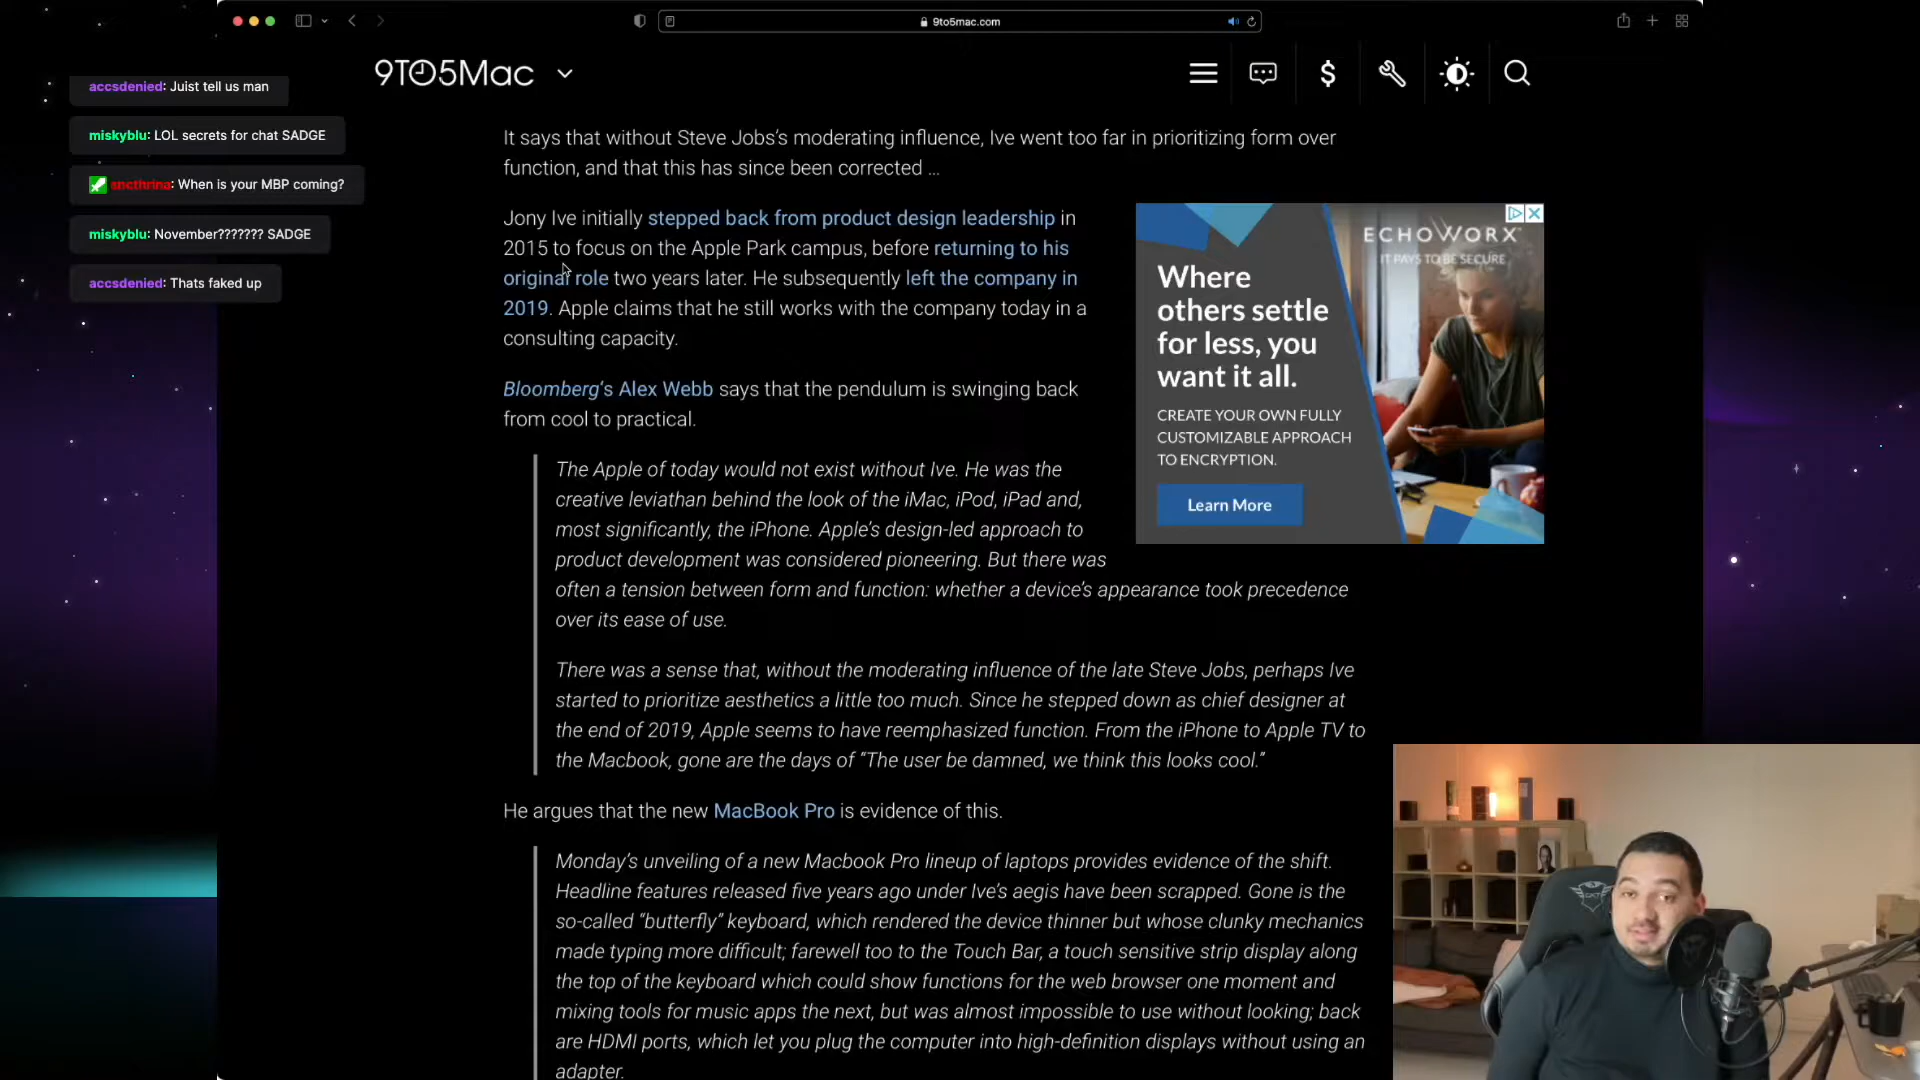 9to5mac.com
9TO5Mac
accsdenied: Juist tell us man
miskyblu: LOL secrets for chat SADGE
sncthrina: When is your MBP coming?
miskyblu: November??????? SADGE
accsdenied: Thats faked up
It says that without Steve Jobs’s moderating influence, Ive went too far in prioritizing form over
function, and that this has since been corrected …
Jony Ive initially stepped back from product design leadership in
2015 to focus on the Apple Park campus, before returning to his
original role two years later. He subsequently left the company in
2019. Apple claims that he still works with the company today in a
consulting capacity.
Bloomberg’s Alex Webb says that the pendulum is swinging back
from cool to practical.
The Apple of today would not exist without Ive. He was the
creative leviathan behind the look of the iMac, iPod, iPad and,
most significantly, the iPhone. Apple’s design-led approach to
product development was considered pioneering. But there was
often a tension between form and function: whether a device’s appearance took precedence
over its ease of use.
There was a sense that, without the moderating influence of the late Steve Jobs, perhaps Ive
started to prioritize aesthetics a little too much. Since he stepped down as chief designer at
the end of 2019, Apple seems to have reemphasized function. From the iPhone to Apple TV to
the Macbook, gone are the days of “The user be damned, we think this looks cool.”
He argues that the new MacBook Pro is evidence of this.
Monday’s unveiling of a new Macbook Pro lineup of laptops provides evidence of the shift.
Headline features released five years ago under Ive’s aegis have been scrapped. Gone is the
so-called “butterfly” keyboard, which rendered the device thinner but whose clunky mechanics
made typing more difficult; farewell too to the Touch Bar, a touch sensitive strip display along
the top of the keyboard which could show functions for the web browser one moment and
mixing tools for music apps the next, but was almost impossible to use without looking; back
are HDMI ports, which let you plug the computer into high-definition displays without using an
adapter.
ECHOWORX
IT PAYS TO BE SECURE
Where
others settle
for less, you
want it all.
CREATE YOUR OWN FULLY
CUSTOMIZABLE APPROACH
TO ENCRYPTION.
Learn More